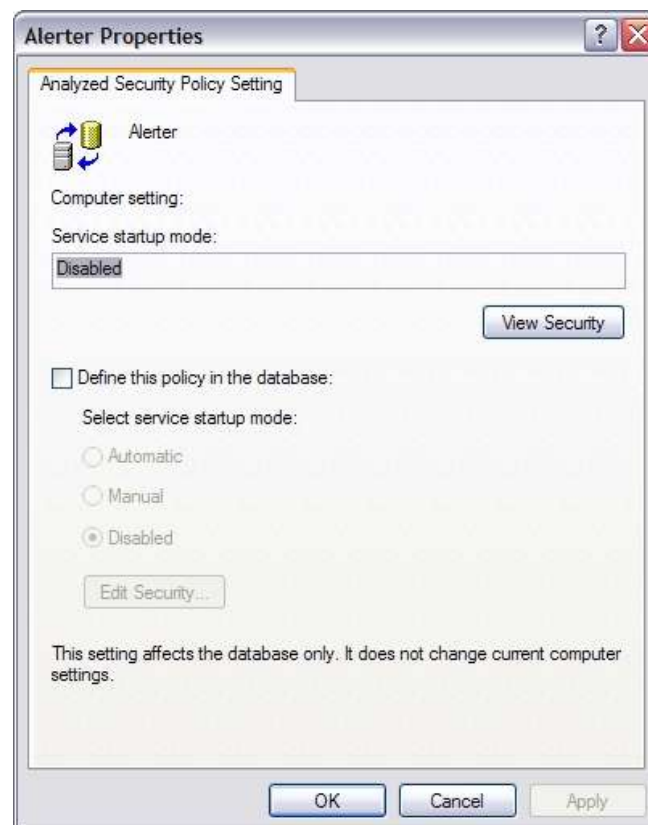 Alerter Properties
?
Analyzed Security Policy Setting
Alerter
Computer setting:
Service startup mode:
Disabled
View Security
Define this policy in the database:
Select service startup mode:
Automatic
Manual
Disabled
Edit Security...
This setting affects the database only. It does not change current computer
settings.
OK
Cancel
Apply